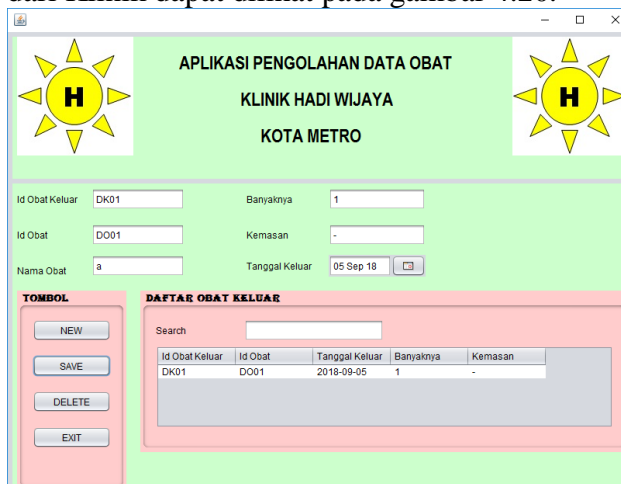 dari Klinik dapat dilihat pada gambar 4.20.
APLIKASI PENGOLAHAN DATA OBAT
H
KLINIK HADI WIJAYA
H
KOTA METRO
Id Obat Keluar DK01 Banyaknya 1
Id Obat DO01 Kemasan -
Nama Obat a Tanggal Keluar 05 Sep 18
TOMBOL DAFTAR OBAT KELUAR
NEW Search
Id Obat Keluar Id Obat Tanggal Keluar Banyaknya Kemasan
SAVE DK01 DO01 2018-09-05 1 -
DELETE
EXIT